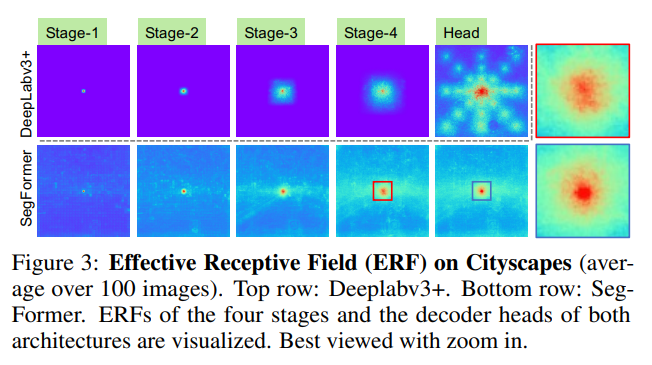 Stage-1 Stage-2 Stage-3 Stage-4 Head
DeepLabv3+
SegFormer
Figure 3: Effective Receptive Field (ERF) on Cityscapes (aver-
age over 100 images). Top row: Deeplabv3+. Bottom row: Seg-
Former. ERFs of the four stages and the decoder heads of both
architectures are visualized. Best viewed with zoom in.